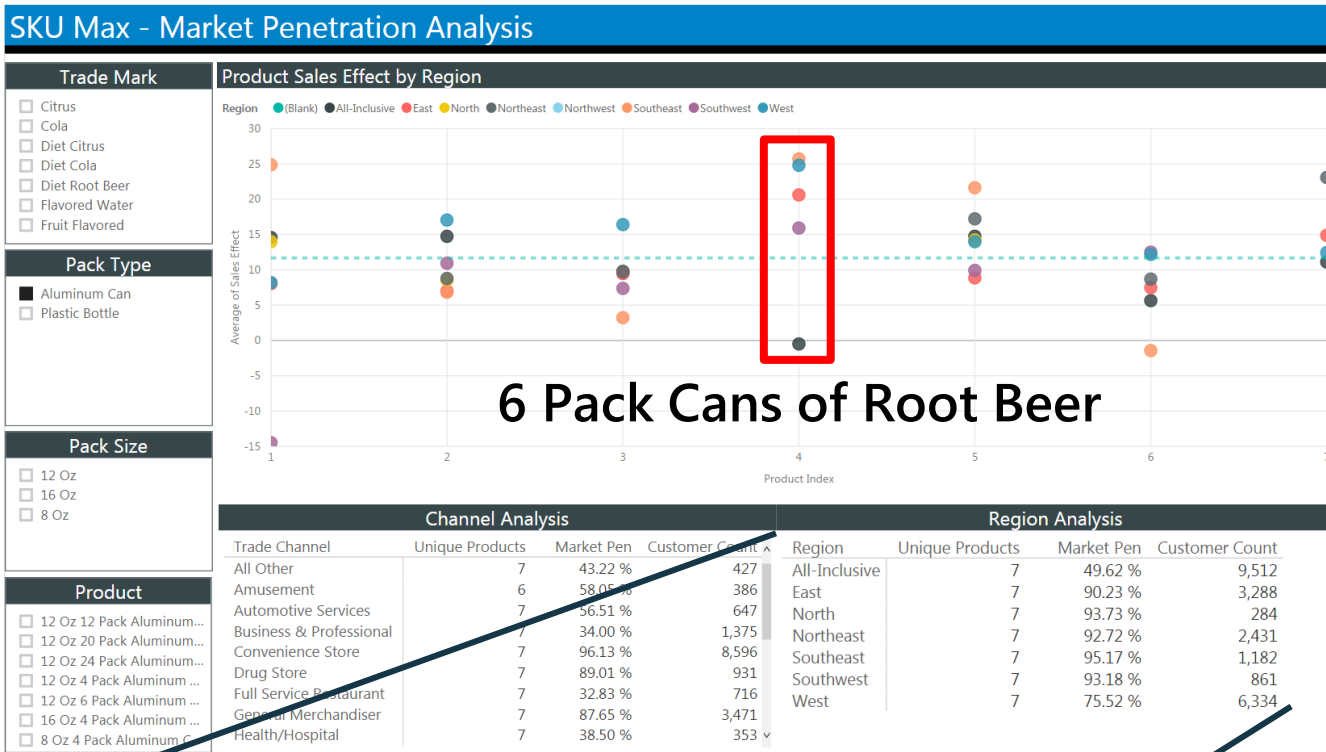 SKU Max - Market Penetration Analysis
Trade Mark
Citrus
Cola
Diet Citrus
Diet Cola
Diet Root Beer
Flavored Water
Fruit Flavored
Pack Type
Aluminum Can
Plastic Bottle
Pack Size
12 Oz
16 Oz
8 Oz
Product
12 Oz 12 Pack Aluminum...
12 Oz 20 Pack Aluminum...
12 Oz 24 Pack Aluminum...
12 Oz 4 Pack Aluminum ...
12 Oz 6 Pack Aluminum ...
16 Oz 4 Pack Aluminum ...
8 Oz 4 Pack Aluminum C...
Product Sales Effect by Region
Region (Blank) All-Inclusive East North Northeast Northwest Southeast Southwest West
Average of Sales Effect
30
25
20
15
10
5
0
-5
-10
-15
6 Pack Cans of Root Beer
1 2 3 4 5 6 7
Product Index
Channel Analysis
Trade Channel Unique Products Market Pen Customer Count
All Other 7 43.22 % 427
Amusement 6 58.05 % 386
Automotive Services 7 56.51 % 647
Business & Professional 7 34.00 % 1,375
Convenience Store 7 96.13 % 8,596
Drug Store 7 89.01 % 931
Full Service Restaurant 7 32.83 % 716
General Merchandiser 7 87.65 % 3,471
Health/Hospital 7 38.50 % 353
Region Analysis
Region Unique Products Market Pen Customer Count
All-Inclusive 7 49.62 % 9,512
East 7 90.23 % 3,288
North 7 93.73 % 284
Northeast 7 92.72 % 2,431
Southeast 7 95.17 % 1,182
Southwest 7 93.18 % 861
West 7 75.52 % 6,334